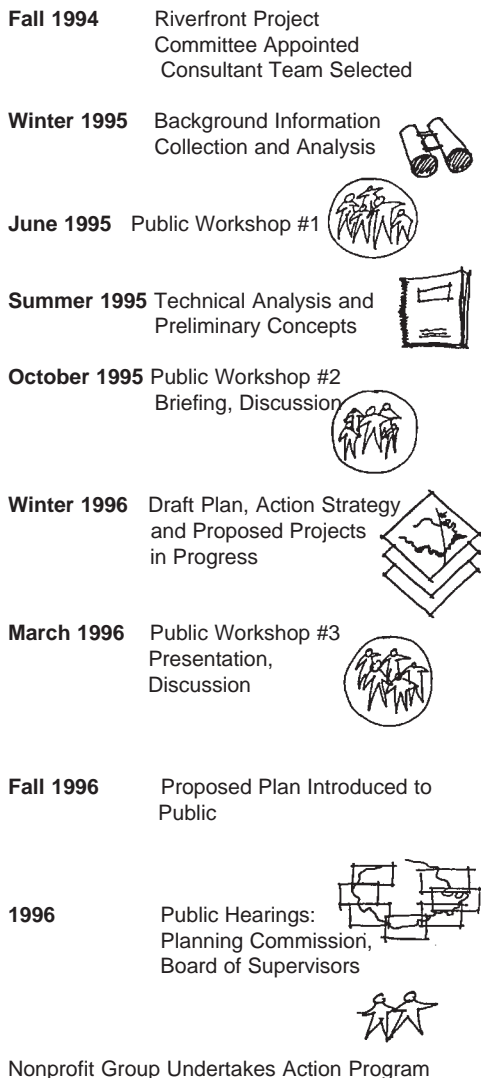 Fall 1994 Riverfront Project
Committee Appointed
Consultant Team Selected
Winter 1995 Background Information
Collection and Analysis
June 1995 Public Workshop #1
Summer 1995 Technical Analysis and
Preliminary Concepts
October 1995 Public Workshop #2
Briefing, Discussion
Winter 1996 Draft Plan, Action Strategy
and Proposed Projects
in Progress
March 1996 Public Workshop #3
Presentation,
Discussion
Fall 1996 Proposed Plan Introduced to
Public
1996 Public Hearings:
Planning Commission,
Board of Supervisors
Nonprofit Group Undertakes Action Program